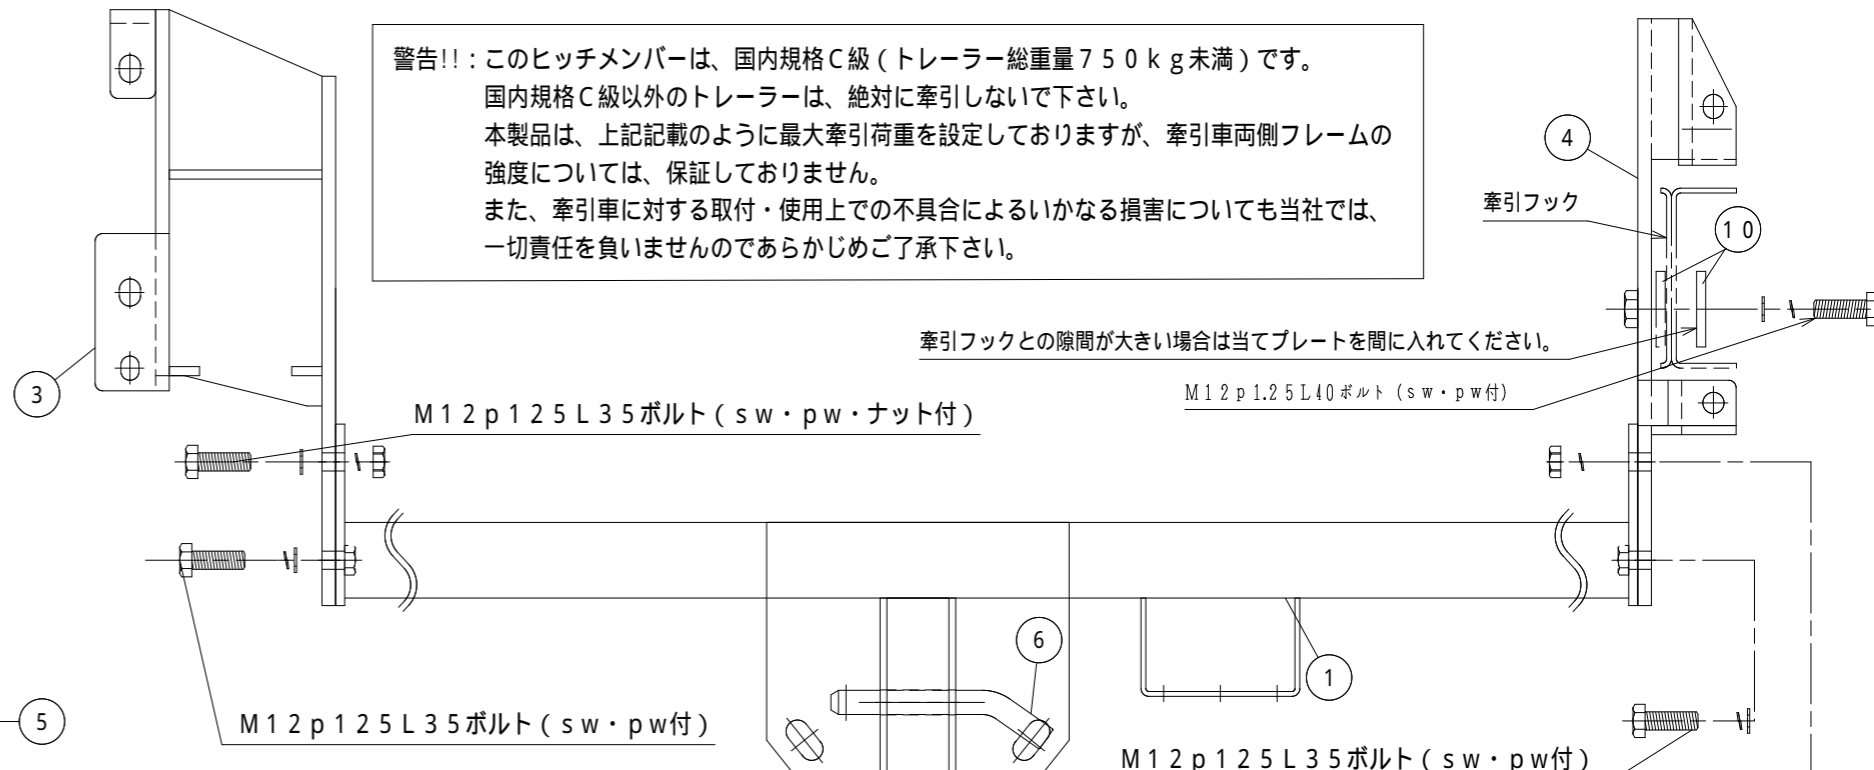 警告!!：このヒッチメンバーは、国内規格C級（トレーラー総重量750kg未満）です。
国内規格C級以外のトレーラーは、絶対に牽引しないで下さい。
本製品は、上記記載のように最大牽引荷重を設定しておりますが、牽引車両側フレームの
強度については、保証しておりません。
また、牽引車に対する取付・使用上での不具合によるいかなる損害についても当社では、
一切責任を負いませんのであらかじめご了承下さい。
4
牽引フック
10
牽引フックとの隙間が大きい場合は当てプレートを間に入れてください。
3
M12p1.25L40ボルト（sw・pw付）
M12p125L35ボルト（sw・pw・ナット付）
6
1
5
M12p125L35ボルト（sw・pw付）
M12p125L35ボルト（sw・pw付）